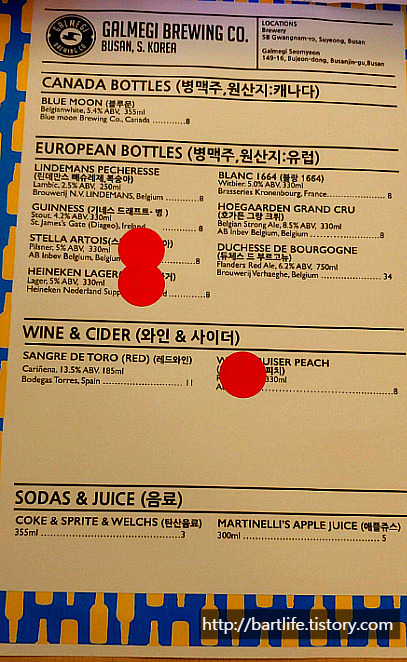 GALMEGI
BREWING CO.
GALMEGI BREWING CO.
BUSAN, S. KOREA
LOCATIONS
Brewery
58 Gwangnam-ro, Suyeong, Busan
Galmegi Seomyeon
149-16, Bujeon-dong, Busanjin-gu, Busan
CANADA BOTTLES (병맥주,원산지:캐나다)
BLUE MOON (블루문)
Belgianwhite, 5.4% ABV, 355ml
Blue moon Brewing Co., Canada ............8
EUROPEAN BOTTLES (병맥주,원산지:유럽)
LINDEMANS PECHERESSE
(린데만스 빼슈레제,복숭아)
Lambic, 2.5% ABV, 250ml
Brouwerij N.V. LINDEMANS, Belgium ............8
GUINNESS (기네스 드래프트- 병 )
Stout, 4.2% ABV, 330ml
St. James's Gate (Diageo), Ireland ............8
STELLA ARTOIS(스
Pilsner, 5% ABV, 330ml
AB Inbev Belgium, Belgium ............8
HEINEKEN LAGER
Lager, 5% ABV, 330ml
Heineken Nederland Supp ............8
BLANC 1664 (블랑 1664)
Witbier. 5.0% ABV, 330ml
Brasseries Kronenbourg, France ............8
HOEGAARDEN GRAND CRU
(호가든 그랑 크뤼)
Belgian Strong Ale, 8.5% ABV, 330ml
AB Inbev Belgium, Belgium ............8
DUCHESSE DE BOURGOGNE
(듀체스 드 부르고뉴)
Flanders Red Ale, 6.2% ABV, 750ml
Brouwerij Verhaeghe, Belgium ............34
WINE & CIDER (와인 & 사이더)
SANGRE DE TORO (RED) (레드와인)
Cariñena, 13.5% ABV, 185ml
Bodegas Torres, Spain ............11
UISER PEACH
피치)
330ml
............8
SODAS & JUICE (음료)
COKE & SPRITE & WELCHS (탄산음료)
355ml ............3
MARTINELLI'S APPLE JUICE (애플쥬스)
300ml ............5
http://bartlife.tistory.com